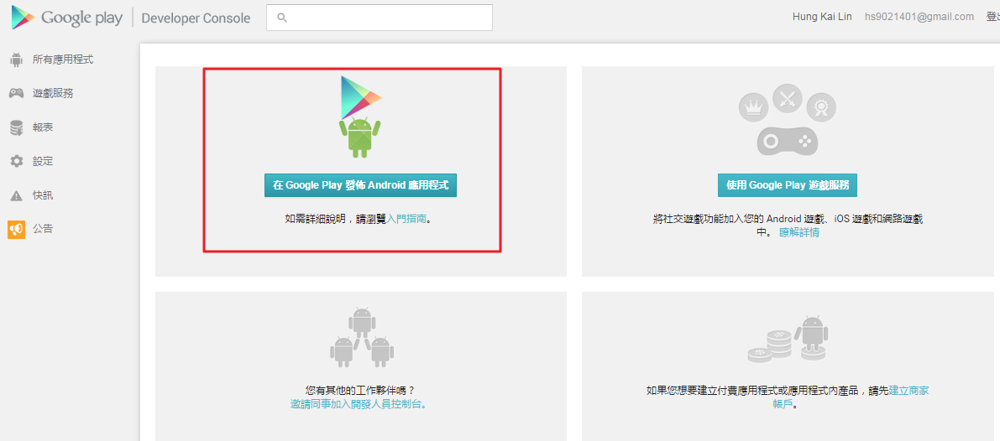 Google play Developer Console
Hung Kai Lin hs9021401@gmail.com 登出
所有應用程式
遊戲服務
報表
設定
快訊
公告
在 Google Play 發佈 Android 應用程式
如需詳細說明，請瀏覽入門指南。
使用 Google Play 遊戲服務
將社交遊戲功能加入您的 Android 遊戲、iOS 遊戲和網路遊戲
中。 瞭解詳情
您有其他的工作夥伴嗎？
邀請同事加入開發人員控制台。
如果您想要建立付費應用程式或應用程式內產品，請先建立商家
帳戶。